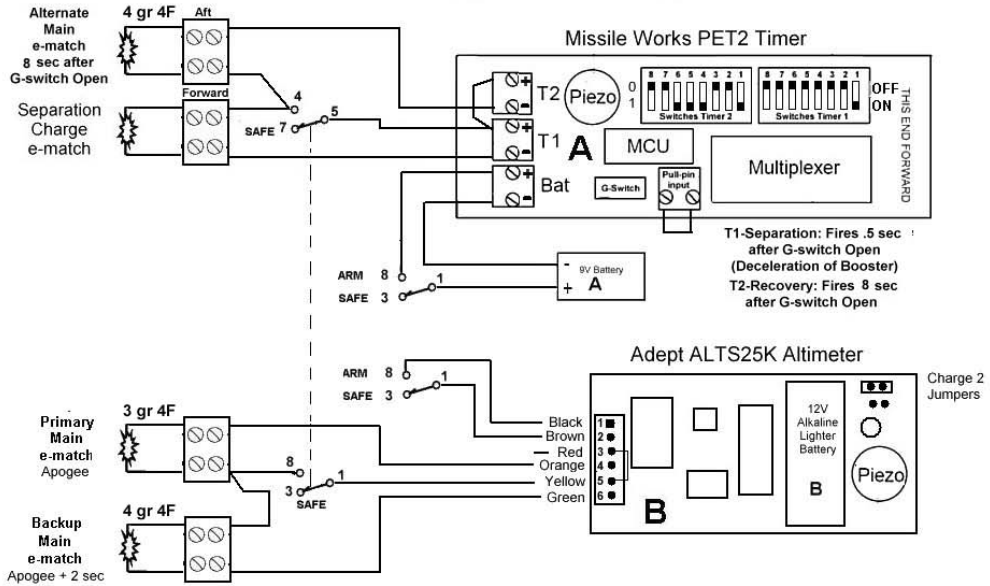 Alternate
Main
e-match
8 sec after
G-switch Open
4 gr 4F
Aft
Forward
Separation
Charge
e-match
4
SAFE 7
5
Missile Works PET2 Timer
+
-
T2
+
-
T1
+
-
Bat
Piezo
A
0
1
8 7 6 5 4 3 2 1
Switches Timer 2
8 7 6 5 4 3 2 1
Switches Timer 1
OFF
ON
THIS END FORWARD
MCU
G-Switch
Pull-pin
input
Multiplexer
T1-Separation: Fires .5 sec
after G-switch Open
(Deceleration of Booster)
T2-Recovery: Fires 8 sec
after G-switch Open
ARM 8
SAFE 3
1
-
9V Battery
+
A
Adept ALTS25K Altimeter
ARM 8
SAFE 3
1
Charge 2
Jumpers
Black
Brown
Red
Orange
Yellow
Green
1
2
3
4
5
6
12V
Alkaline
Lighter
Battery
B
Piezo
B
3 gr 4F
Primary
Main
e-match
Apogee
8
3
1
SAFE
4 gr 4F
Backup
Main
e-match
Apogee + 2 sec